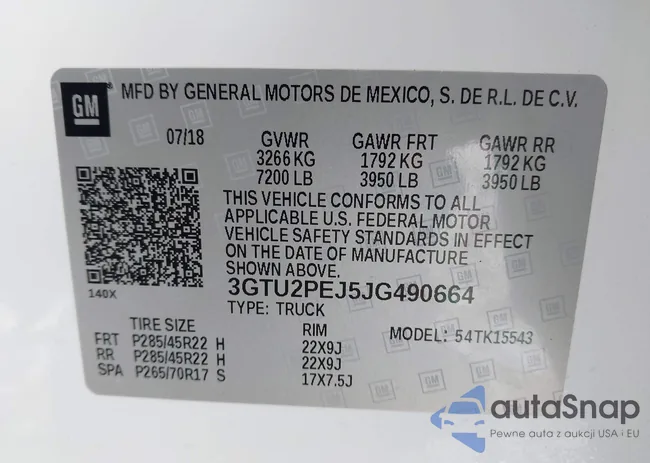 GM MFD BY GENERAL MOTORS DE MEXICO, S. DE R.L. DE C.V.
07/18 GVWR GAWR FRT GAWR RR
3266 KG 1792 KG 1792 KG
7200 LB 3950 LB 3950 LB
THIS VEHICLE CONFORMS TO ALL
APPLICABLE U.S. FEDERAL MOTOR
VEHICLE SAFETY STANDARDS IN EFFECT
ON THE DATE OF MANUFACTURE
SHOWN ABOVE.
140X
3GTU2PEJ5JG490664
TYPE: TRUCK
TIRE SIZE RIM MODEL: 54TK15543
FRT P285/45R22 H 22X9J
RR P285/45R22 H 22X9J
SPA P265/70R17 S 17X7.5J
autaSnap
Pewne auta z aukcji USA i EU